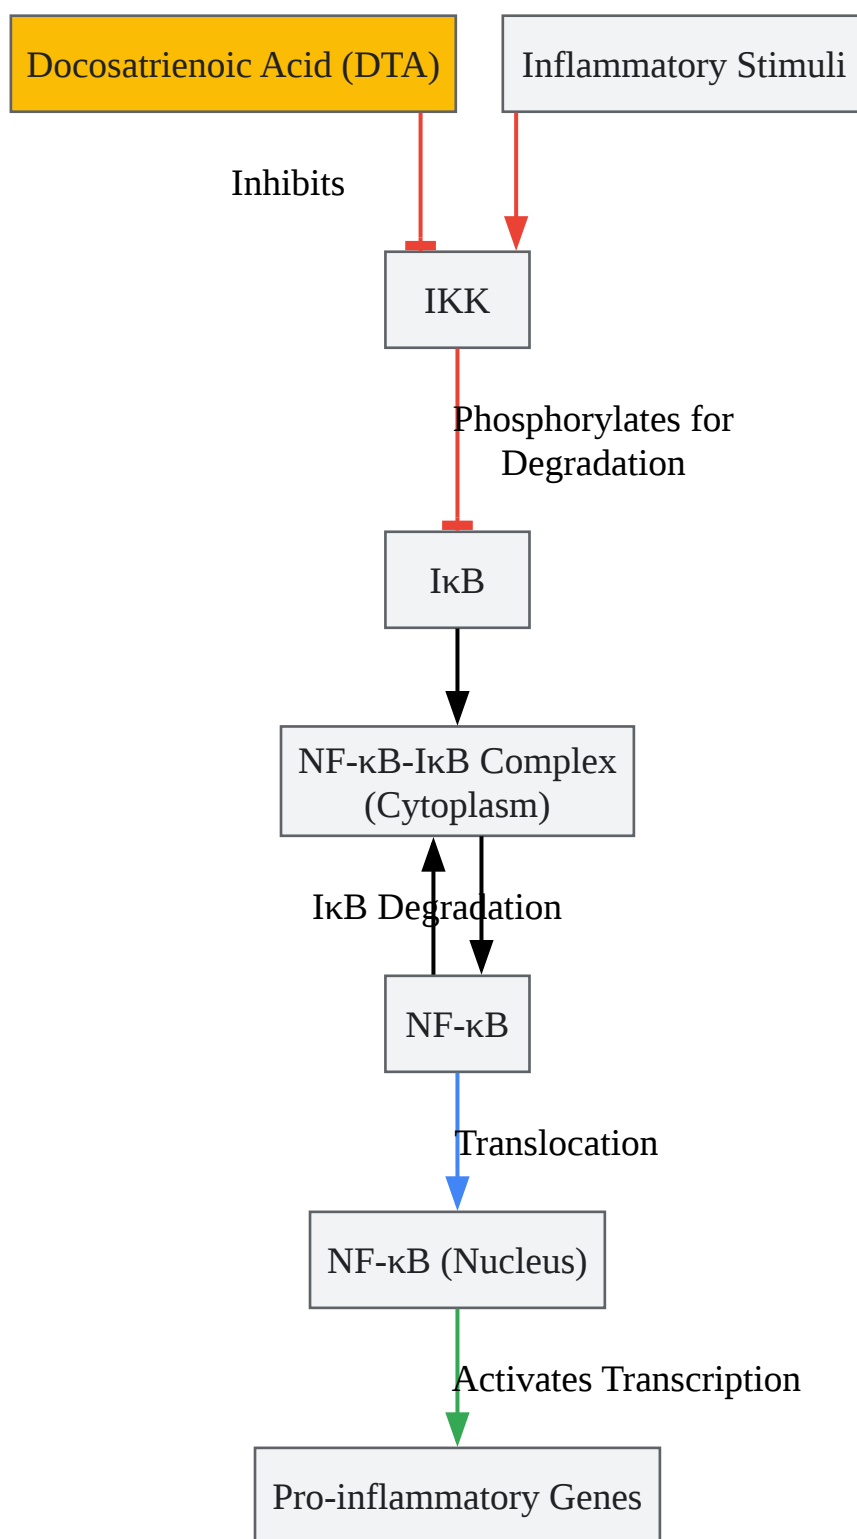 Docosatrienoic Acid (DTA)
Inflammatory Stimuli
Inhibits
IKK
Phosphorylates for
Degradation
IκB
NF-κB-IκB Complex
(Cytoplasm)
IκB Degradation
NF-κB
Translocation
NF-κB (Nucleus)
Activates Transcription
Pro-inflammatory Genes